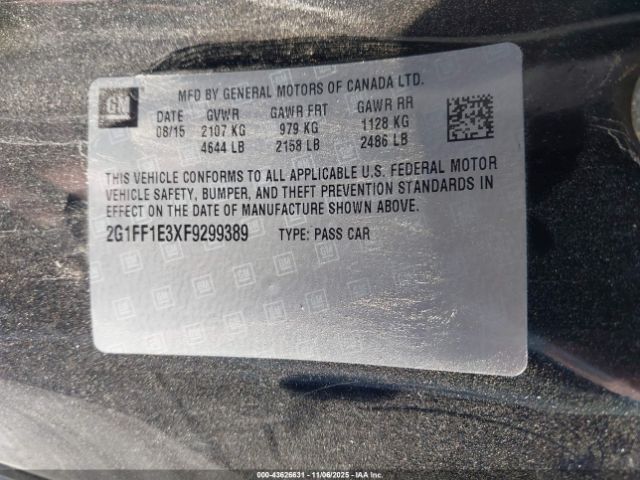 GM
MFD BY GENERAL MOTORS OF CANADA LTD.
DATE GVWR GAWR FRT GAWR RR
08/15 2107 KG 979 KG 1128 KG
4644 LB 2158 LB 2486 LB
THIS VEHICLE CONFORMS TO ALL APPLICABLE U.S. FEDERAL MOTOR
VEHICLE SAFETY, BUMPER, AND THEFT PREVENTION STANDARDS IN
EFFECT ON THE DATE OF MANUFACTURE SHOWN ABOVE.
2G1FF1E3XF9299389 TYPE: PASS CAR
000-43626631 - 11/06/2025 - IAAI.COM